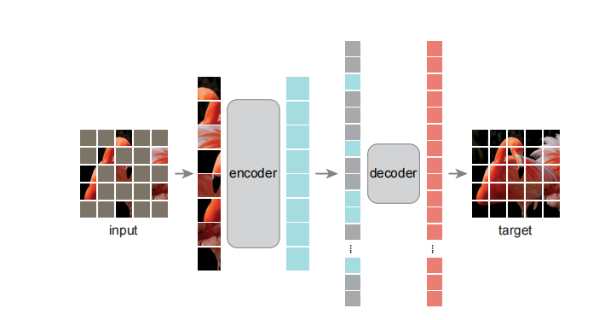 encoder
decoder
input
target